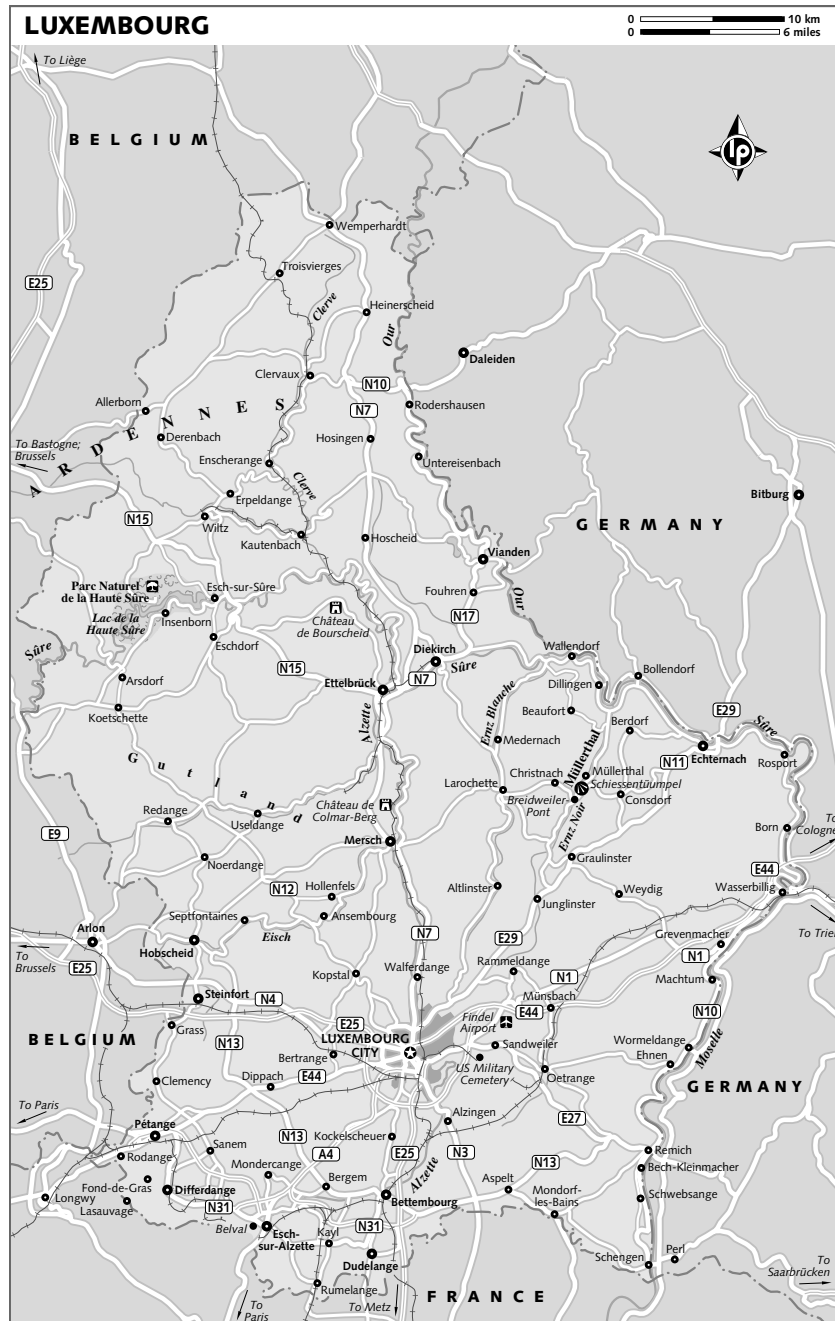 LUXEMBOURG
0 10 km
0 6 miles
To Liège
BELGIUM
lp
Wemperhardt
Troisvierges
E25
Clerve
Heinerscheid
Our
Daleiden
Clervaux
N10
Allerborn
N7
Rodershausen
ARDENNES
Derenbach
Hosingen
To Bastogne;
Brussels
Enscherange
Untereisenbach
Clerve
Erpeldange
Bitburg
N15
Wiltz
GERMANY
Kautenbach
Hoscheid
Vianden
Parc Naturel
de la Haute Sûre
Esch-sur-Sûre
Fouhren
Our
Lac de la
Haute Sûre
Insenborn
Château
de Bourscheid
N17
Sûre
Eschdorf
Diekirch
Wallendorf
Sûre
N15
Bollendorf
Arsdorf
Ettelbrück
N7
Dillingen
Koetschette
Alzette
Ernz Blanche
Beaufort
E29
Berdorf
Sûre
Medernach
Müllerthal
N11
Echternach
Gutland
Rosport
Christnach
Müllerthal
Larochette
Schiessentüumpel
Château de
Colmar-Berg
Breidweiler-
Pont
Consdorf
Redange
Useldange
To
Cologne
E9
Ernz Noir
Born
Mersch
Noerdange
Graulinster
E44
N12
Hollenfels
Altlinster
Weydig
Wasserbillig
Junglinster
Septfontaines
Ansembourg
Arlon
Eisch
N7
Grevenmacher
To Trier
Hobscheid
E29
To
Brussels
N1
E25
Kopstal
Walferdange
Rammeldange
N1
Machtum
Steinfort
N4
Münsbach
E44
N10
E25
Findel
Airport
BELGIUM
Grass
LUXEMBOURG
CITY
N13
Sandweiler
Wormeldange
Moselle
Bertrange
US Military
Cemetery
Ehnen
Clemency
Dippach
E44
Oetrange
GERMANY
To Paris
Alzingen
E27
Pétange
N13
Kockelscheuer
Sanem
A4
E25
N3
Remich
Rodange
Mondercange
Alzette
N13
Bech-Kleinmacher
Fond-de-Gras
Bergem
Aspelt
Longwy
Differdange
Bettembourg
Mondorf-
les-Bains
Schwebsange
Lasauvage
N31
Belval
Esch-
sur-Alzette
Kayl
N31
Dudelange
Schengen
Perl
To
Saarbrücken
Rumelange
To
Paris
To Metz
FRANCE